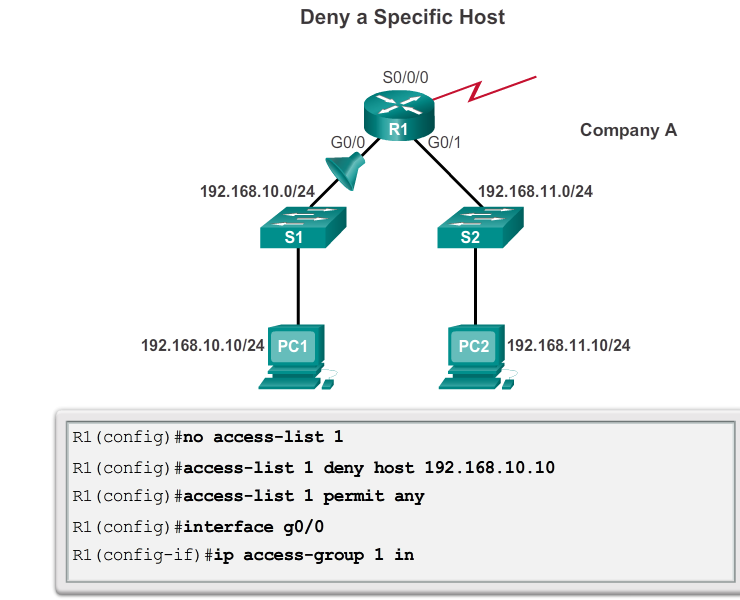 Deny a Specific Host
S0/0/0
R1
Company A
G0/0
G0/1
192.168.10.0/24
192.168.11.0/24
S1
S2
192.168.10.10/24
PC1
PC2
192.168.11.10/24
R1(config)#no access-list 1
R1(config)#access-list 1 deny host 192.168.10.10
R1(config)#access-list 1 permit any
R1(config)#interface g0/0
R1(config-if)#ip access-group 1 in